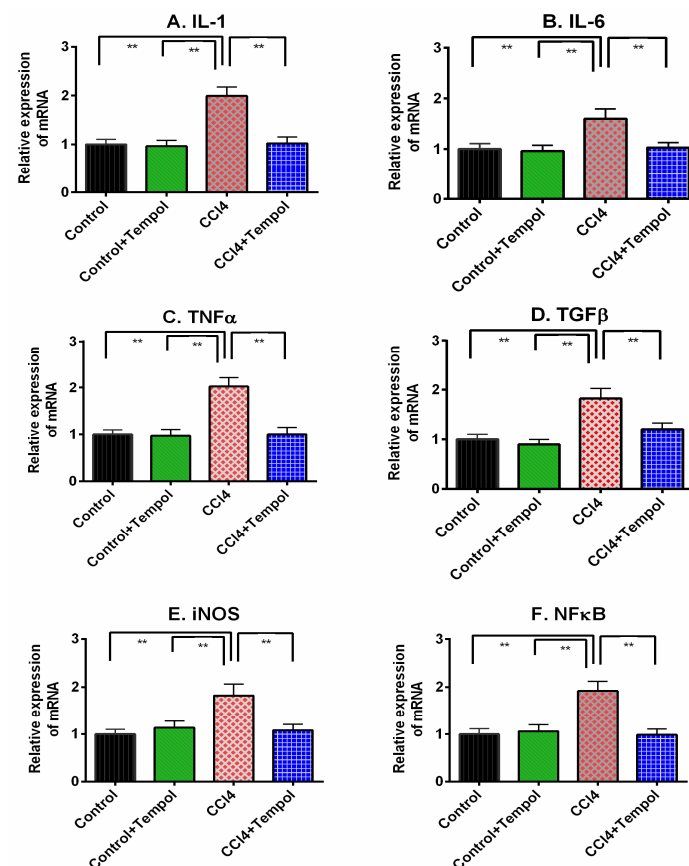 A. IL-1
Relative expression
of mRNA
3
2
1
0
**
**
**
Control
Control+Tempol
CCl4
CCl4+Tempol
B. IL-6
Relative expression
of mRNA
3
2
1
0
**
**
**
Control
Control+Tempol
CCl4
CCl4+Tempol
C. TNFα
Relative expression
of mRNA
3
2
1
0
**
**
**
Control
Control+Tempol
CCl4
CCl4+Tempol
D. TGFβ
Relative expression
of mRNA
3
2
1
0
**
**
**
Control
Control+Tempol
CCl4
CCl4+Tempol
E. iNOS
Relative expression
of mRNA
3
2
1
0
**
**
**
Control
Control+Tempol
CCl4
CCl4+Tempol
F. NFκB
Relative expression
of mRNA
3
2
1
0
**
**
**
Control
Control+Tempol
CCl4
CCl4+Tempol